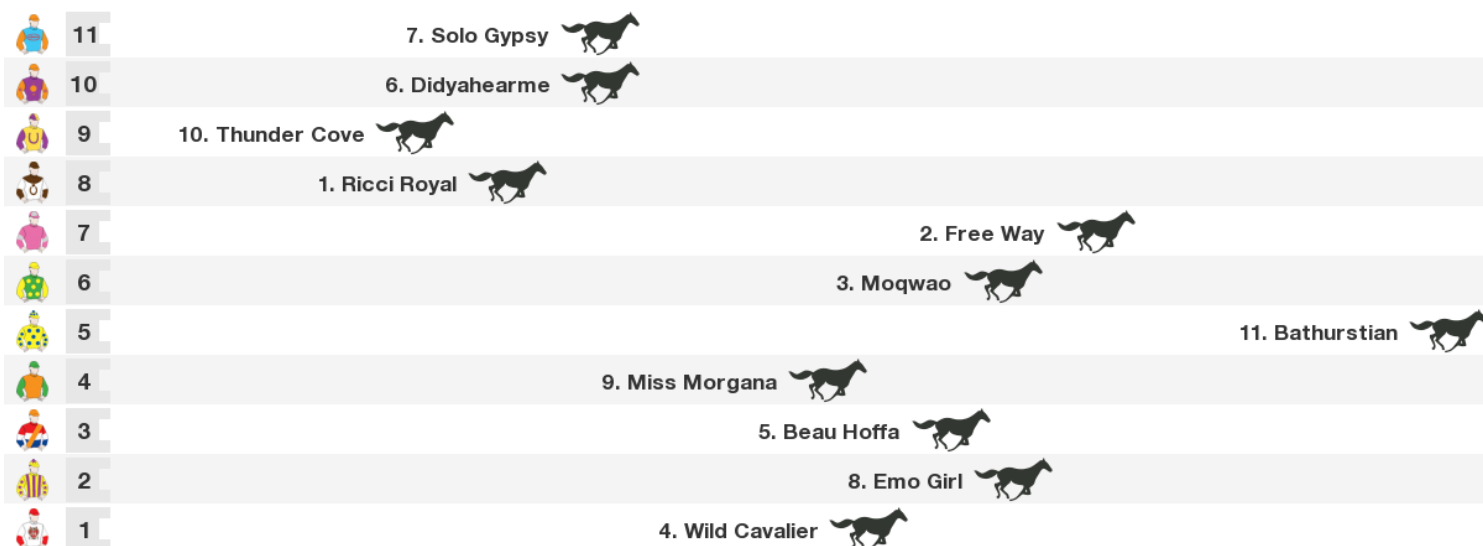 11 7. Solo Gypsy
10 6. Didyahearme
9 10. Thunder Cove
8 1. Ricci Royal
7 2. Free Way
6 3. Moqwao
5 11. Bathurstian
4 9. Miss Morgana
3 5. Beau Hoffa
2 8. Emo Girl
1 4. Wild Cavalier